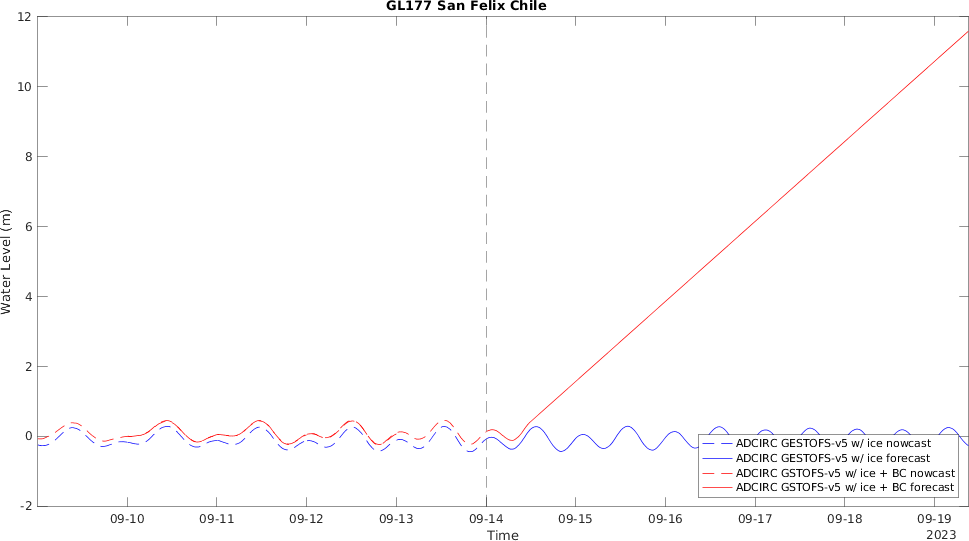 GL177 San Felix Chile
12
10
8
6
4
2
0
-2
Water Level (m)
09-10 09-11 09-12 09-13 09-14 09-15 09-16 09-17 09-18 09-19
Time
2023
ADCIRC GESTOFS-v5 w/ ice nowcast
ADCIRC GESTOFS-v5 w/ ice forecast
ADCIRC GSTOFS-v5 w/ ice + BC nowcast
ADCIRC GSTOFS-v5 w/ ice + BC forecast